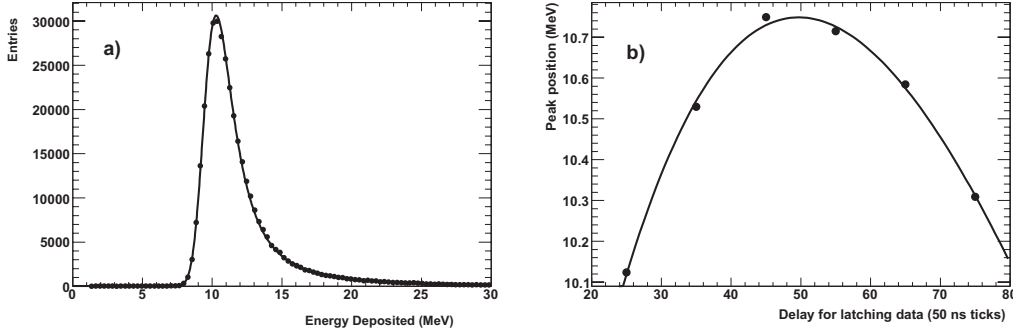 Entries
30000
25000
20000
15000
10000
5000
0
a)
0 5 10 15 20 25 30
Energy Deposited (MeV)
Peak position (MeV)
10.7
10.6
10.5
10.4
10.3
10.2
10.1
b)
20 30 40 50 60 70 80
Delay for latching data (50 ns ticks)